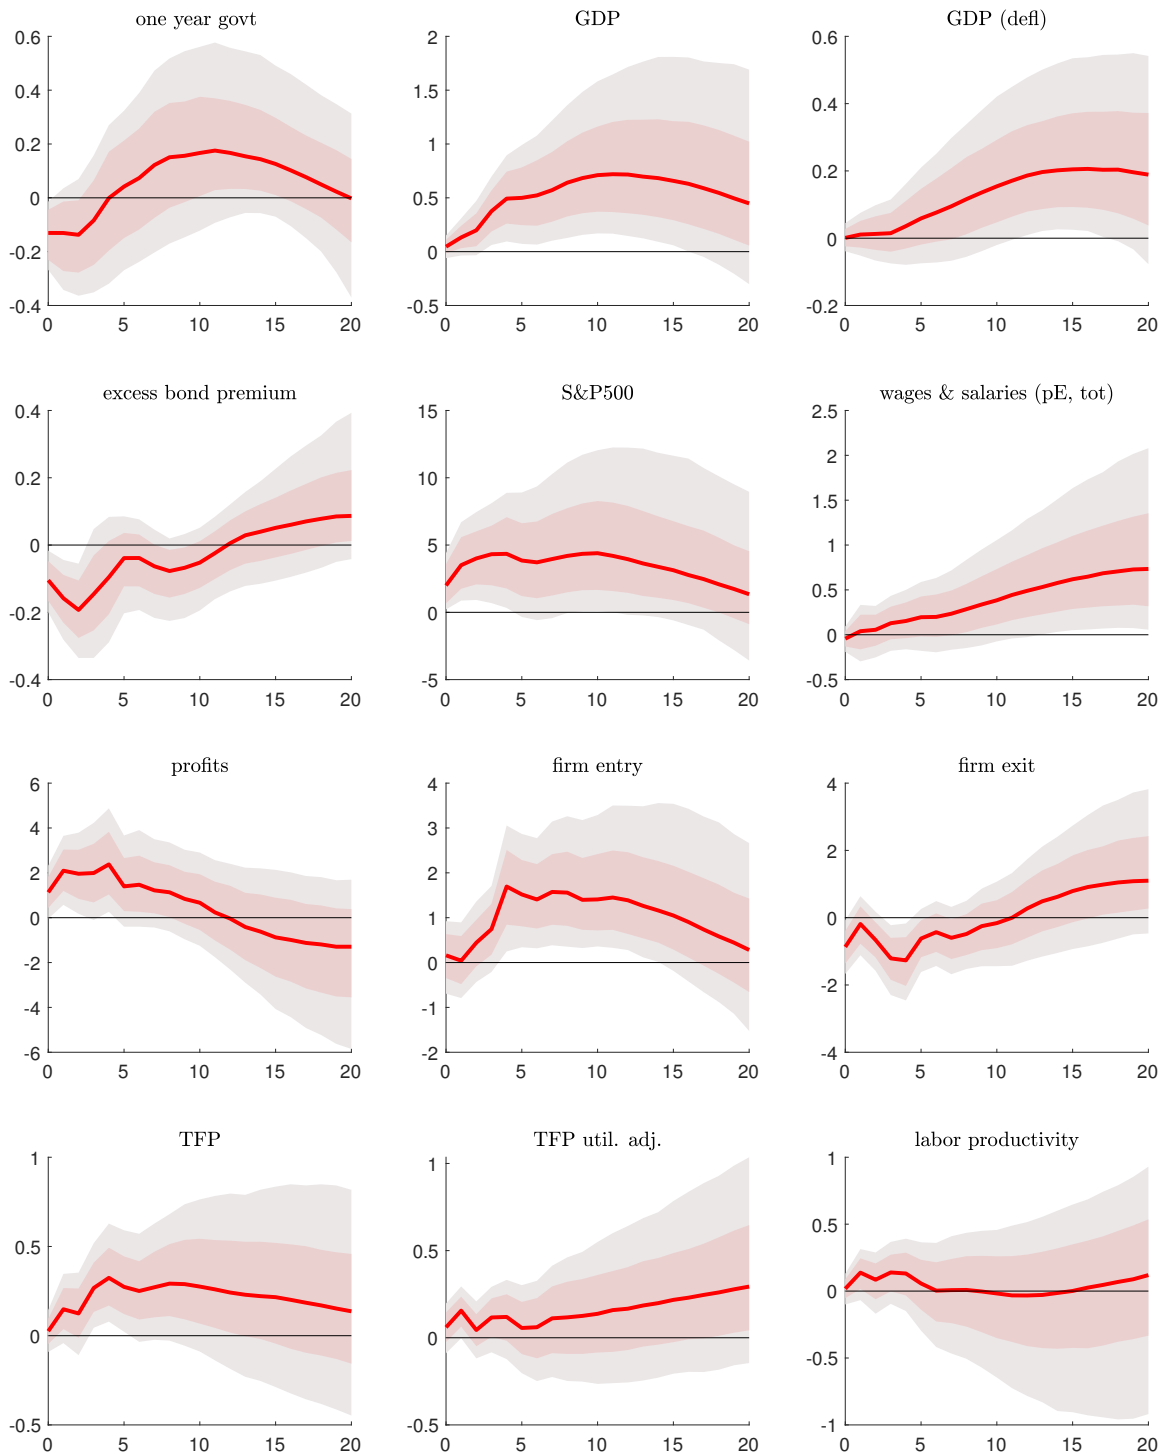 one year govt GDP GDP (defl)
0.6 2 0.6
0.4 1.5 0.4
0.2 1 0.2
0 0.5 0
-0.2 0 -0.2
-0.4 -0.5
0 5 10 15 20 0 5 10 15 20 0 5 10 15 20
excess bond premium S&P500 wages & salaries (pE, tot)
0.4 15 2.5
0.2 10 2
0 5 1.5
-0.2 0 1
-0.4 -5 0.5
0
-0.5
0 5 10 15 20 0 5 10 15 20 0 5 10 15 20
profits firm entry firm exit
6 4 4
4 3 2
2 2 0
0 1 -2
-2 0 -4
-4 -1
-6 -2
0 5 10 15 20 0 5 10 15 20 0 5 10 15 20
TFP TFP util. adj. labor productivity
1 1 1
0.5 0.5 0.5
0 0 0
-0.5 -0.5 -0.5
-1
0 5 10 15 20 0 5 10 15 20 0 5 10 15 20